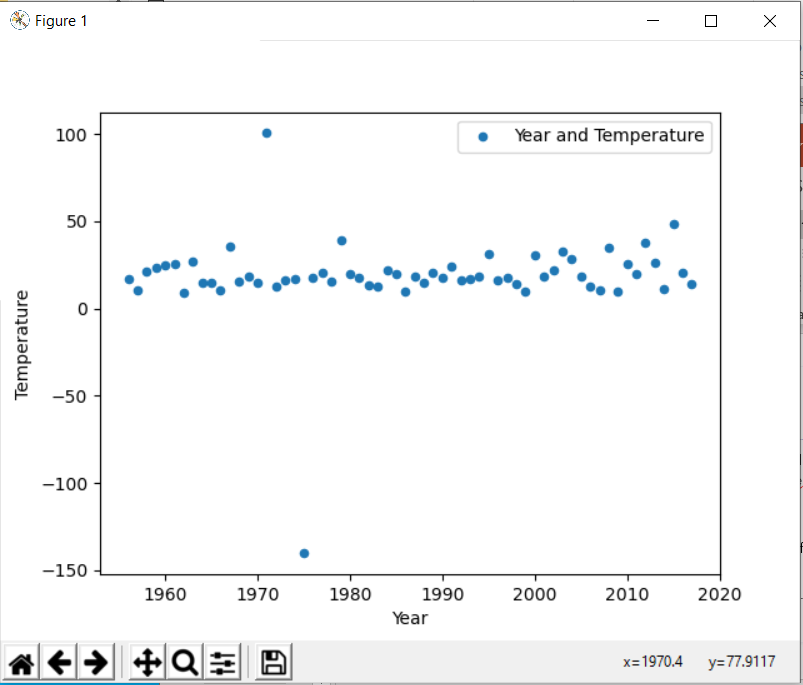 Figure 1
Year and Temperature
100
50
0
−50
−100
−150
Temperature
1960 1970 1980 1990 2000 2010 2020
Year
x=1970.4 y=77.9117